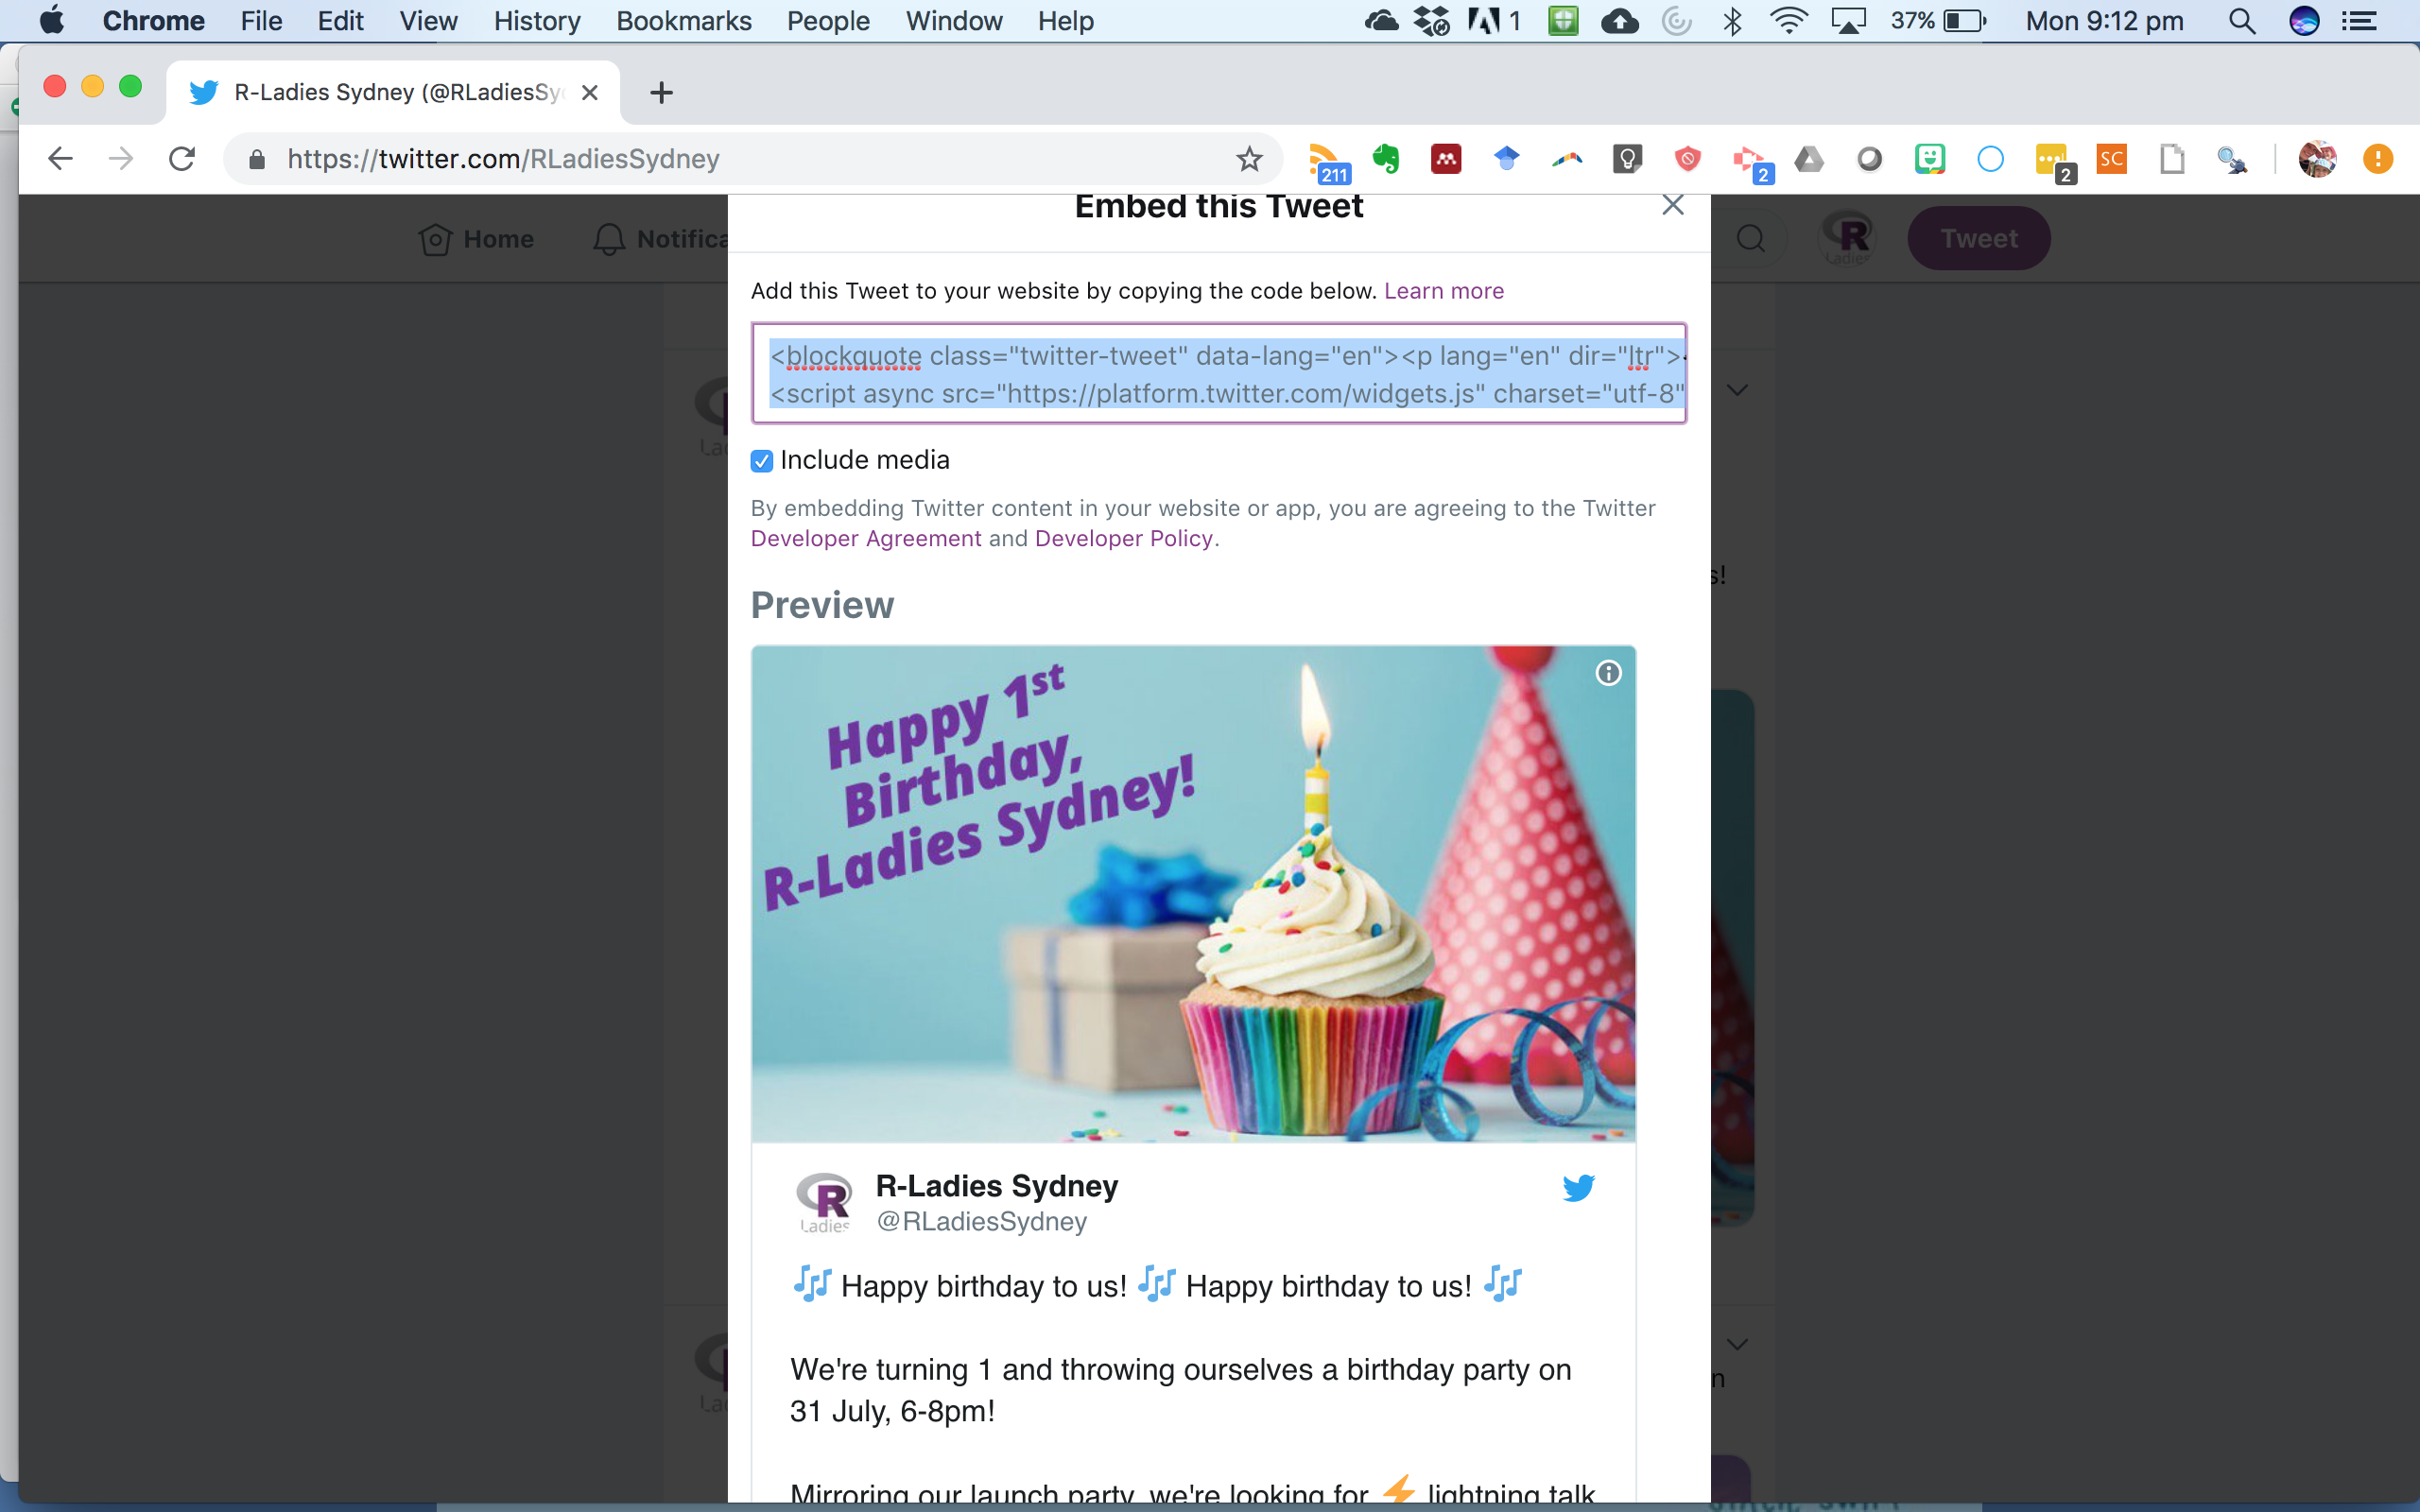 Chrome File Edit View History Bookmarks People Window Help 1 37% Mon 9:12 pm
R-Ladies Sydney (@RLadiesSy
https://twitter.com/RLadiesSydney 211 2 2 SC
Home Notifica Embed this Tweet R Ladies Tweet
Add this Tweet to your website by copying the code below. Learn more
<blockquote class="twitter-tweet" data-lang="en"><p lang="en" dir="ltr">
<script async src="https://platform.twitter.com/widgets.js" charset="utf-8"
Include media
By embedding Twitter content in your website or app, you are agreeing to the Twitter
Developer Agreement and Developer Policy.
s!
Preview
Happy 1st
Birthday,
R-Ladies Sydney!
R Ladies
R-Ladies Sydney
@RLadiesSydney
Happy birthday to us! Happy birthday to us!
We're turning 1 and throwing ourselves a birthday party on
31 July, 6-8pm!
Mirroring our launch party, we're looking for ⚡ lightning talk